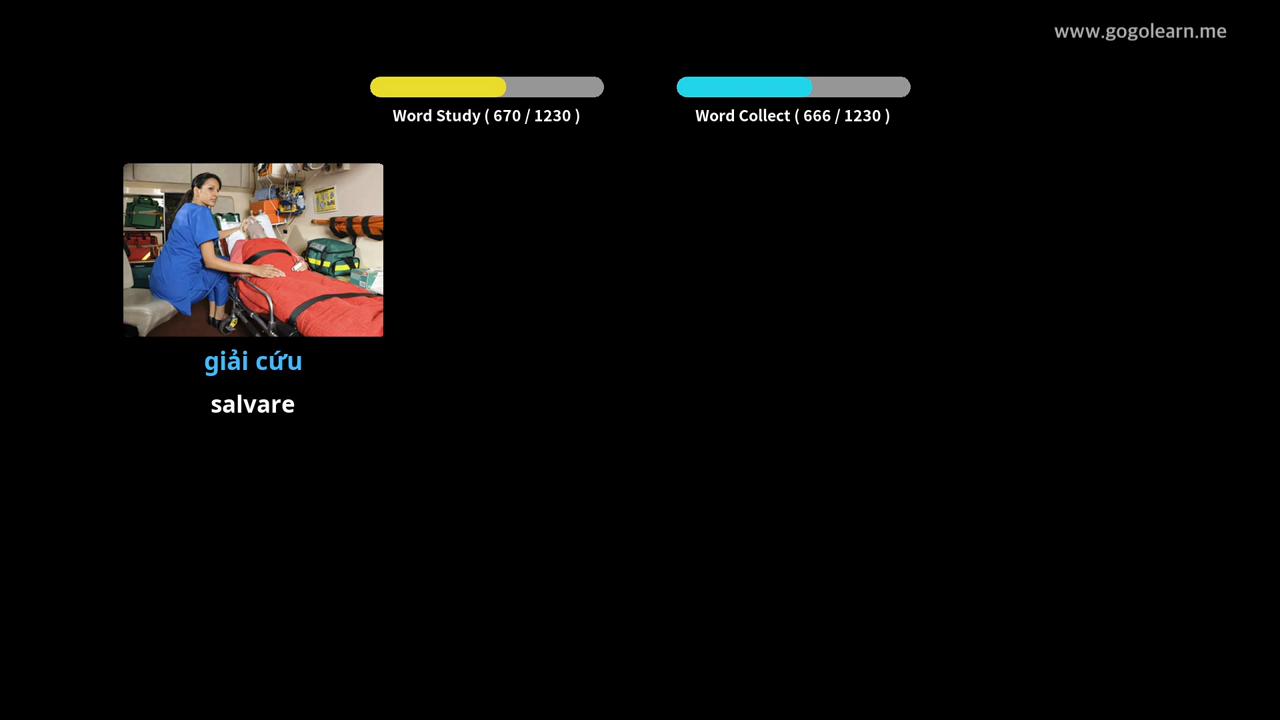 www.gogolearn.me
Word Study ( 670 / 1230 )
Word Collect ( 666 / 1230 )
giải cứu
salvare